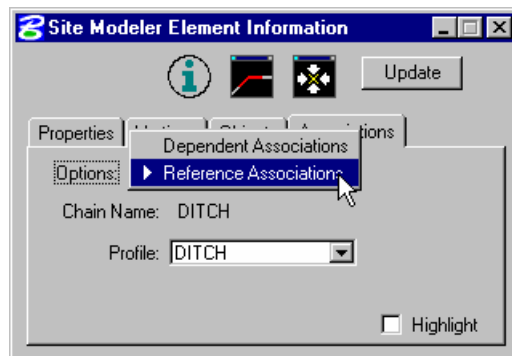 Site Modeler Element Information
Update
Properties
Dependent Associations
Options: Reference Associations
Chain Name: DITCH
Profile: DITCH
Highlight